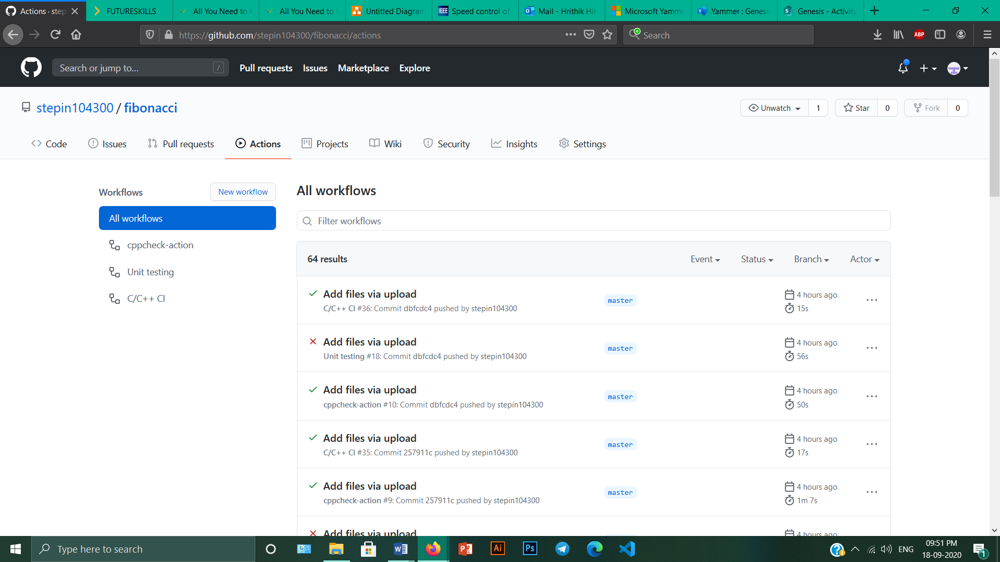 Actions · step
FUTURESKILLS
All You Need to
All You Need to
Untitled Diagram
Speed control of
Mail - Hrithik Hir
Microsoft Yamme
Yammer : Genesis
Genesis - Activity
https://github.com/stepin104300/fibonacci/actions
Search
ABP
Search or jump to...
/
Pull requests
Issues
Marketplace
Explore
stepin104300 / fibonacci
Unwatch
1
Star
0
Fork
0
Code
Issues
Pull requests
Actions
Projects
Wiki
Security
Insights
Settings
Workflows
New workflow
All workflows
cppcheck-action
Unit testing
C/C++ CI
All workflows
Filter workflows
64 results
Event
Status
Branch
Actor
Add files via upload
C/C++ CI #36: Commit dbfcdc4 pushed by stepin104300
master
4 hours ago
15s
Add files via upload
Unit testing #18: Commit dbfcdc4 pushed by stepin104300
master
4 hours ago
56s
Add files via upload
cppcheck-action #10: Commit dbfcdc4 pushed by stepin104300
master
4 hours ago
50s
Add files via upload
C/C++ CI #35: Commit 257911c pushed by stepin104300
master
4 hours ago
17s
Add files via upload
cppcheck-action #9: Commit 257911c pushed by stepin104300
master
4 hours ago
1m 7s
Add files via upload
4 hours ago
Type here to search
ENG
09:51 PM
18-09-2020
1